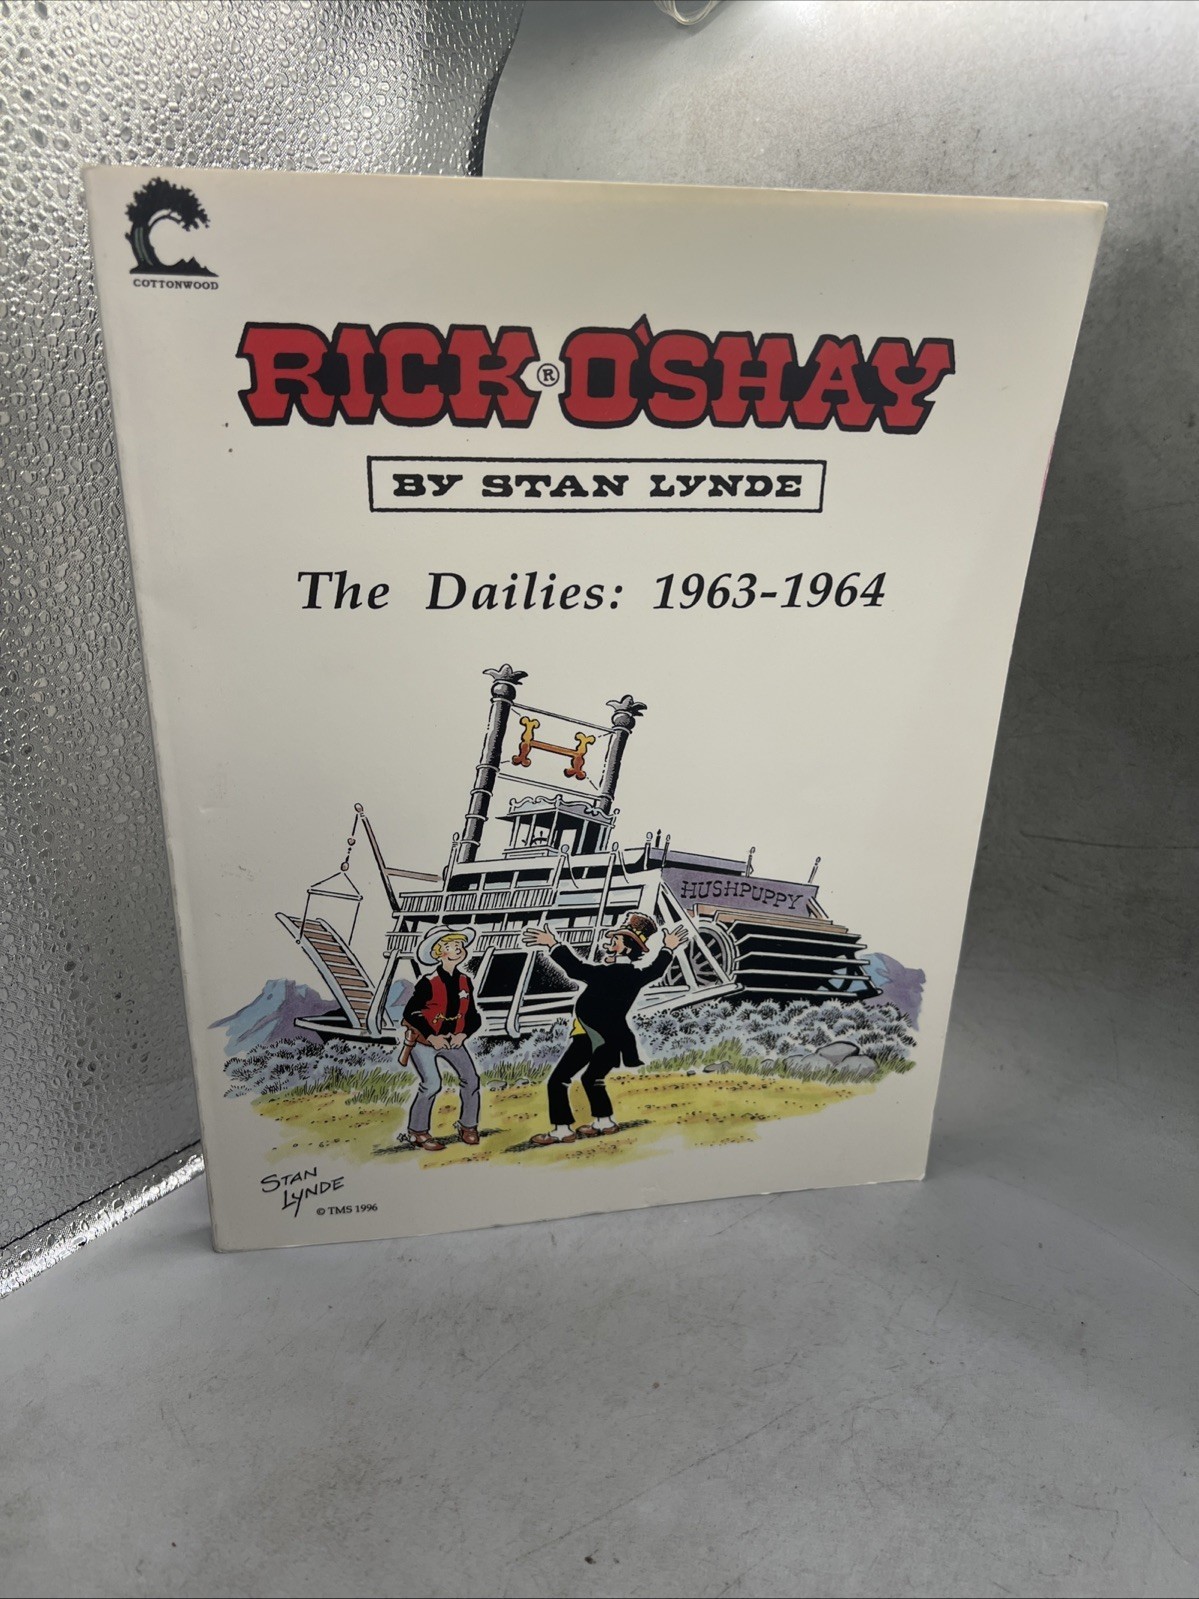 COTTONWOOD
RICK® O'SHAY
BY STAN LYNDE
The Dailies: 1963-1964
H
HUSHPUPPY
STAN
LYNDE
© TMS 1996